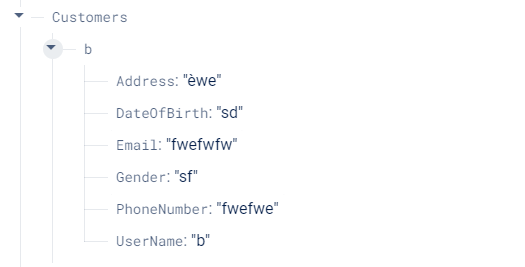 Customers
b
Address: "èwe"
DateOfBirth: "sd"
Email: "fwefwfw"
Gender: "sf"
PhoneNumber: "fwefwe"
UserName: "b"